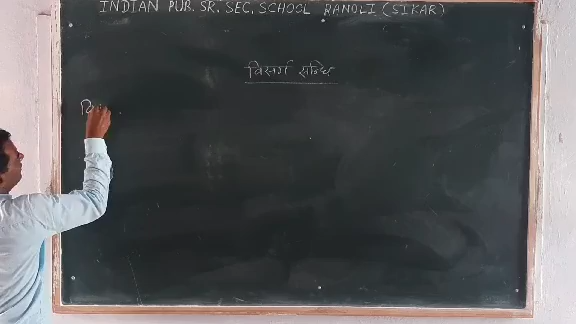 INDIAN PUB. SR. SEC. SCHOOL RANOLI (SIKAR)
विसर्ग सन्धि
वि